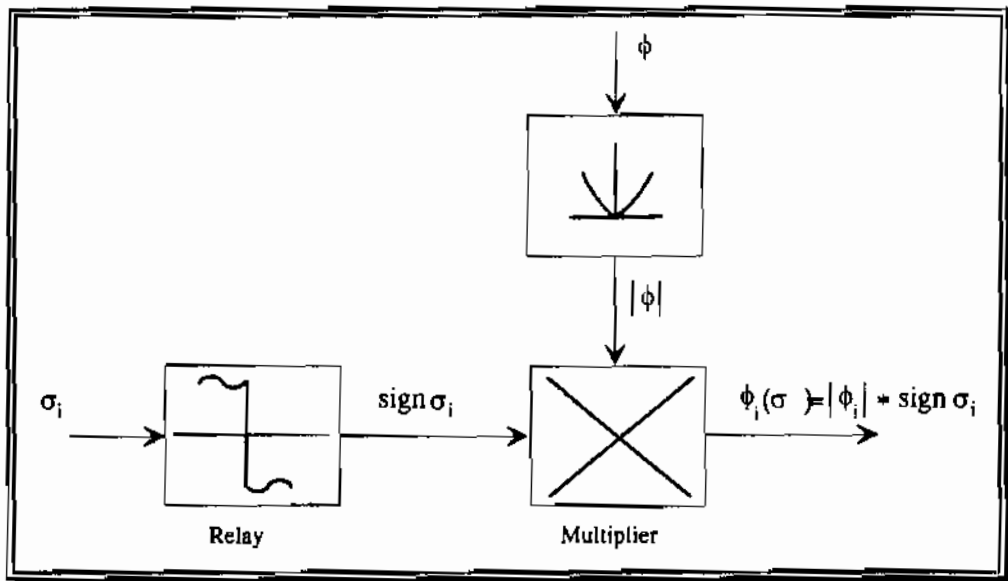 ϕ
|ϕ|
σᵢ
sign σᵢ
ϕᵢ(σ )=|ϕᵢ| * sign σᵢ
Relay
Multiplier